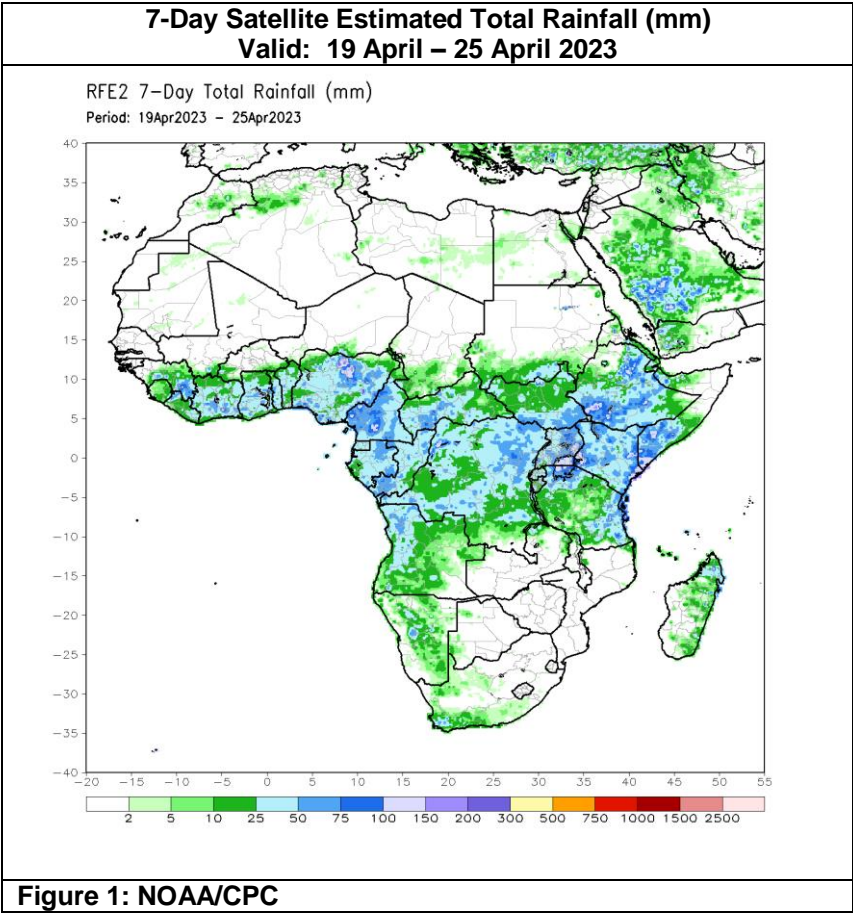 7-Day Satellite Estimated Total Rainfall (mm)
Valid: 19 April – 25 April 2023
RFE2 7-Day Total Rainfall (mm)
Period: 19Apr2023 – 25Apr2023
40
35
30
25
20
15
10
5
0
−5
−10
−15
−20
−25
−30
−35
−40
−20 −15 −10 −5 0 5 10 15 20 25 30 35 40 45 50 55
2 5 10 25 50 75 100 150 200 300 500 750 1000 1500 2500
Figure 1: NOAA/CPC